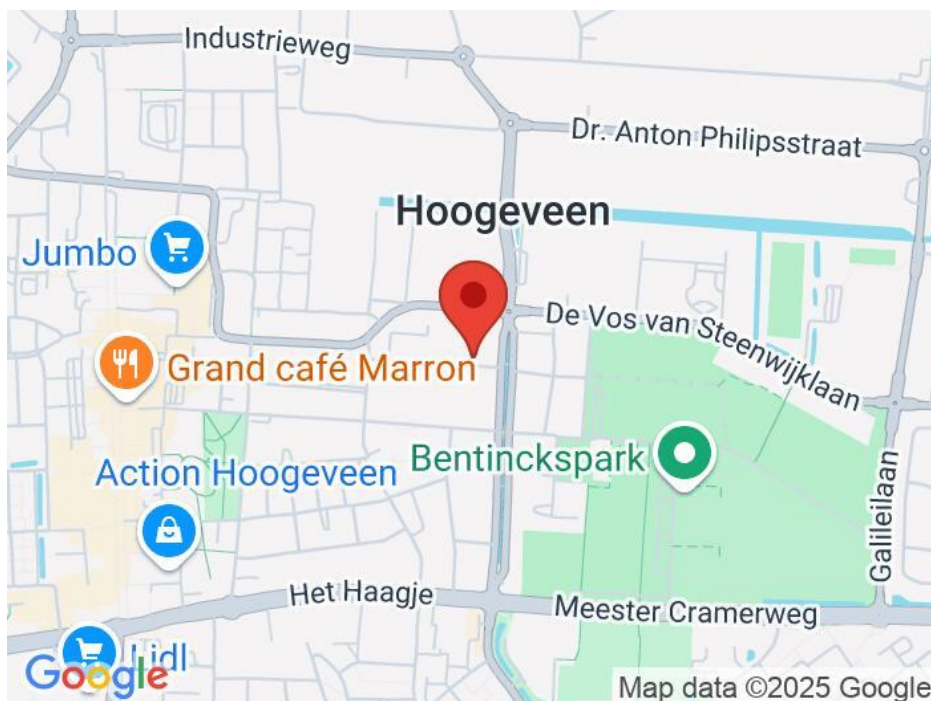 Industrieweg
Dr. Anton Philipsstraat
Hoogeveen
Jumbo
De Vos van Steenwijklaan
Grand café Marron
Bentinckspark
Action Hoogeveen
Galileilaan
Het Haagje
Meester Cramerweg
Lidl
Google
Map data ©2025 Google